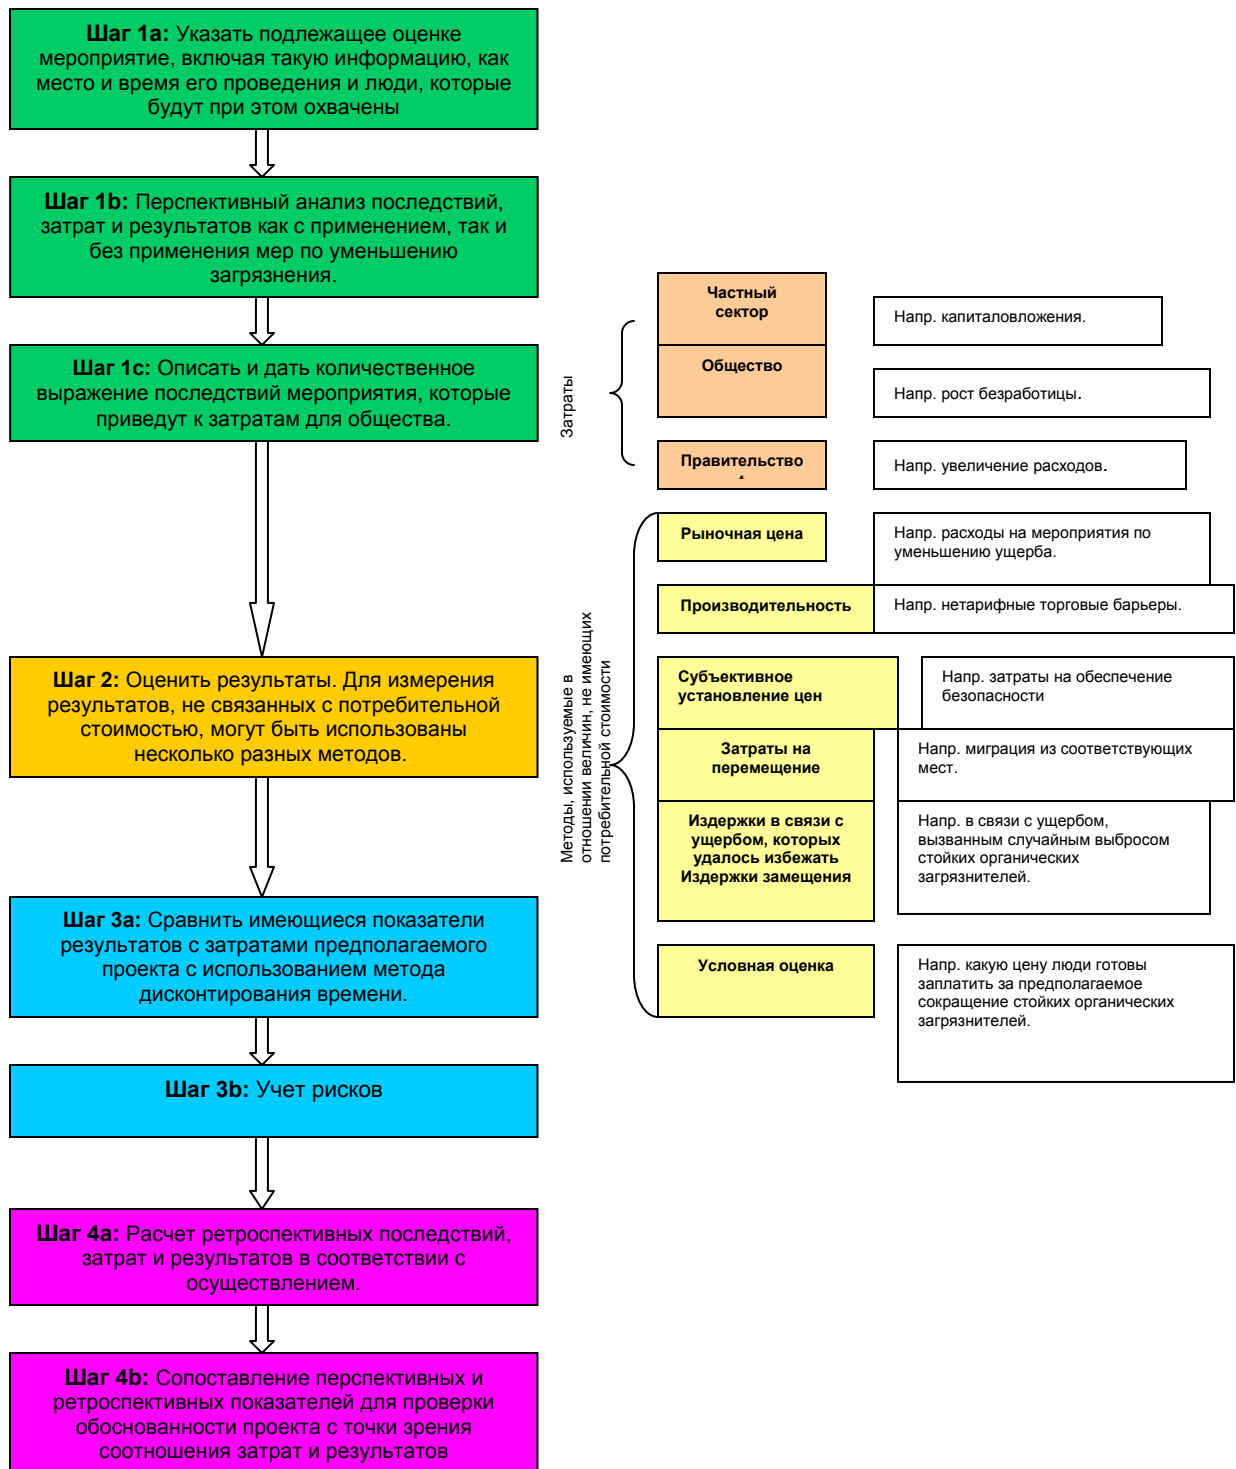 Шаг 1a: Указать подлежащее оценке
мероприятие, включая такую информацию, как
место и время его проведения и люди, которые
будут при этом охвачены
Шаг 1b: Перспективный анализ последствий,
затрат и результатов как с применением, так и
без применения мер по уменьшению
загрязнения.
Шаг 1c: Описать и дать количественное
выражение последствий мероприятия, которые
приведут к затратам для общества.
Затраты
Частный
сектор
Напр. капиталовложения.
Общество
Напр. рост безработицы.
Правительство
Напр. увеличение расходов.
Методы, используемые в
отношении величин, не имеющих
потребительной стоимости
Рыночная цена
Напр. расходы на мероприятия по
уменьшению ущерба.
Производительность
Напр. нетарифные торговые барьеры.
Субъективное
установление цен
Напр. затраты на обеспечение
безопасности
Затраты на
перемещение
Напр. миграция из соответствующих
мест.
Издержки в связи с
ущербом, которых
удалось избежать
Издержки замещения
Напр. в связи с ущербом,
вызванным случайным выбросом
стойких органических
загрязнителей.
Условная оценка
Напр. какую цену люди готовы
заплатить за предполагаемое
сокращение стойких органических
загрязнителей.
Шаг 2: Оценить результаты. Для измерения
результатов, не связанных с потребительной
стоимостью, могут быть использованы
несколько разных методов.
Шаг 3a: Сравнить имеющиеся показатели
результатов с затратами предполагаемого
проекта с использованием метода
дисконтирования времени.
Шаг 3b: Учет рисков
Шаг 4a: Расчет ретроспективных последствий,
затрат и результатов в соответствии с
осуществлением.
Шаг 4b: Сопоставление перспективных и
ретроспективных показателей для проверки
обоснованности проекта с точки зрения
соотношения затрат и результатов